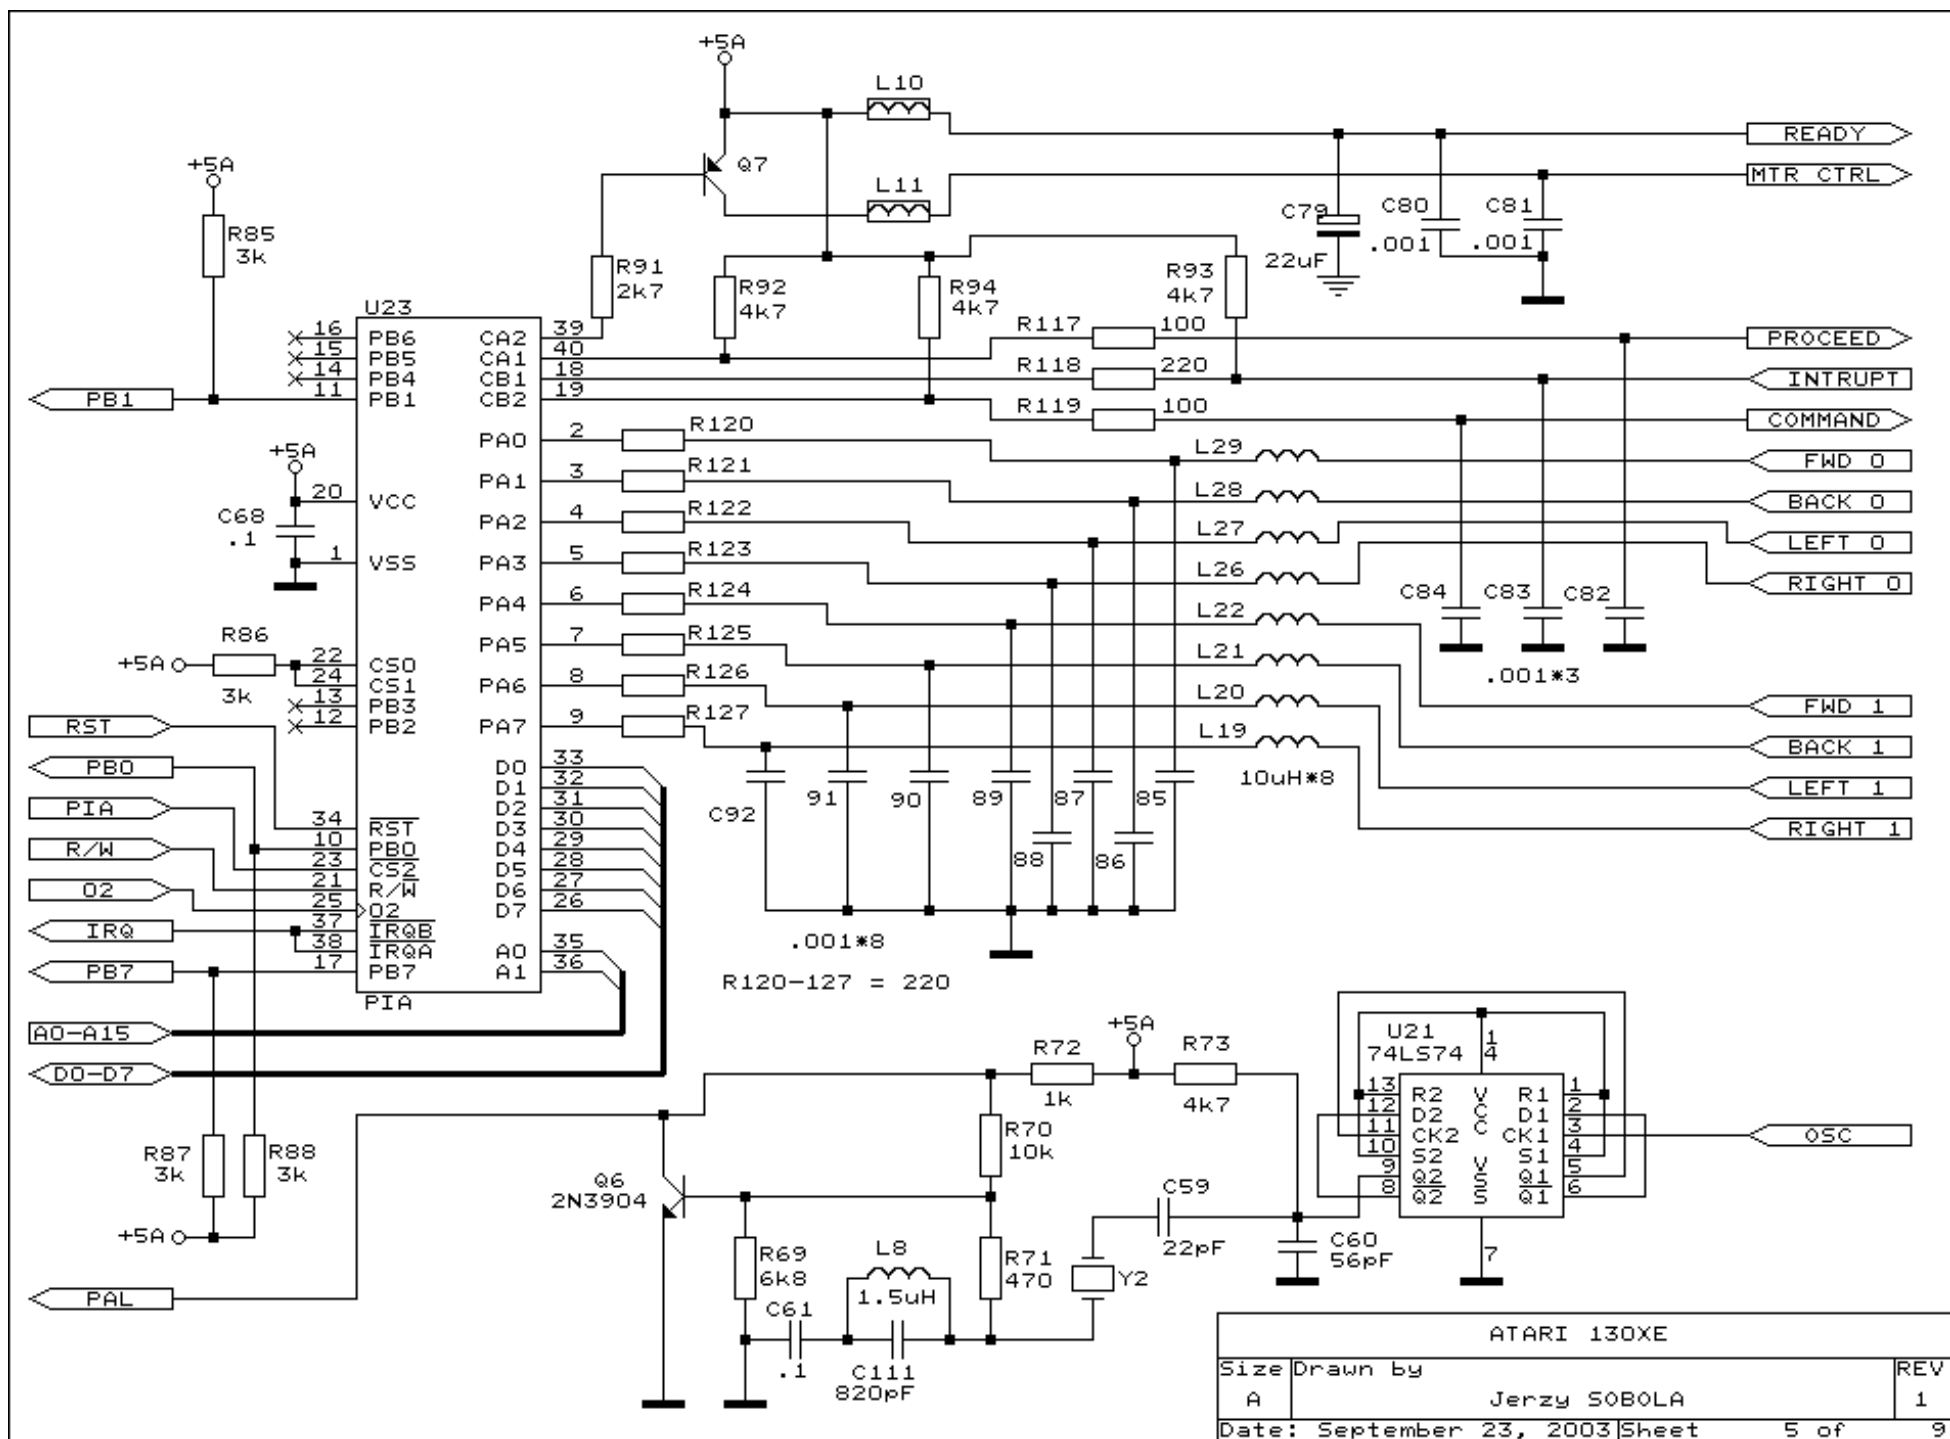 +5A
L10
READY
Q7
+5A
MTR CTRL
L11
C79
C80
C81
R85
3k
.001
.001
22uF
R91
2k7
R92
4k7
R94
4k7
R93
4k7
U23
R117
100
PROCEED
16
PB6
CA2
39
15
PB5
CA1
40
14
PB4
CB1
18
R118
220
INTRUPT
PB1
11
PB1
CB2
19
R119
100
COMMAND
PA0
2
R120
L29
FWD 0
+5A
PA1
3
R121
L28
BACK 0
20
VCC
C68
.1
PA2
4
R122
L27
LEFT 0
1
VSS
PA3
5
R123
L26
RIGHT 0
PA4
6
R124
L22
C84
C83
C82
R86
PA5
7
R125
L21
.001*3
+5A
3k
22
CS0
24
CS1
PA6
8
R126
L20
FWD 1
13
PB3
12
PB2
PA7
9
R127
L19
BACK 1
RST
10uH*8
LEFT 1
PB0
D0
33
D1
32
PIA
D2
31
C92
91
90
89
87
85
RIGHT 1
34
RST
D3
30
R/W
10
PB0
D4
29
23
CS2
D5
28
88
86
O2
21
R/W
D6
27
25
O2
D7
26
IRQ
37
IRQB
38
IRQA
A0
35
.001*8
PB7
17
PB7
A1
36
R120-127 = 220
PIA
A0-A15
D0-D7
+5A
R72
1k
R73
4k7
U21
74LS74
14
13
R2
VCC
R1
1
12
D2
D1
2
11
CK2
CK1
3
OSC
10
S2
VSS
S1
4
9
Q2
Q1
5
8
Q2
Q1
6
7
R70
10k
R87
3k
R88
3k
+5A
Q6
2N3904
C59
22pF
C60
56pF
R69
6k8
L8
1.5uH
R71
470
Y2
PAL
C61
.1
C111
820pF
ATARI 130XE
Size
Drawn by
REV
A
Jerzy SOBOLA
1
Date: September 23, 2003
Sheet 5 of 9